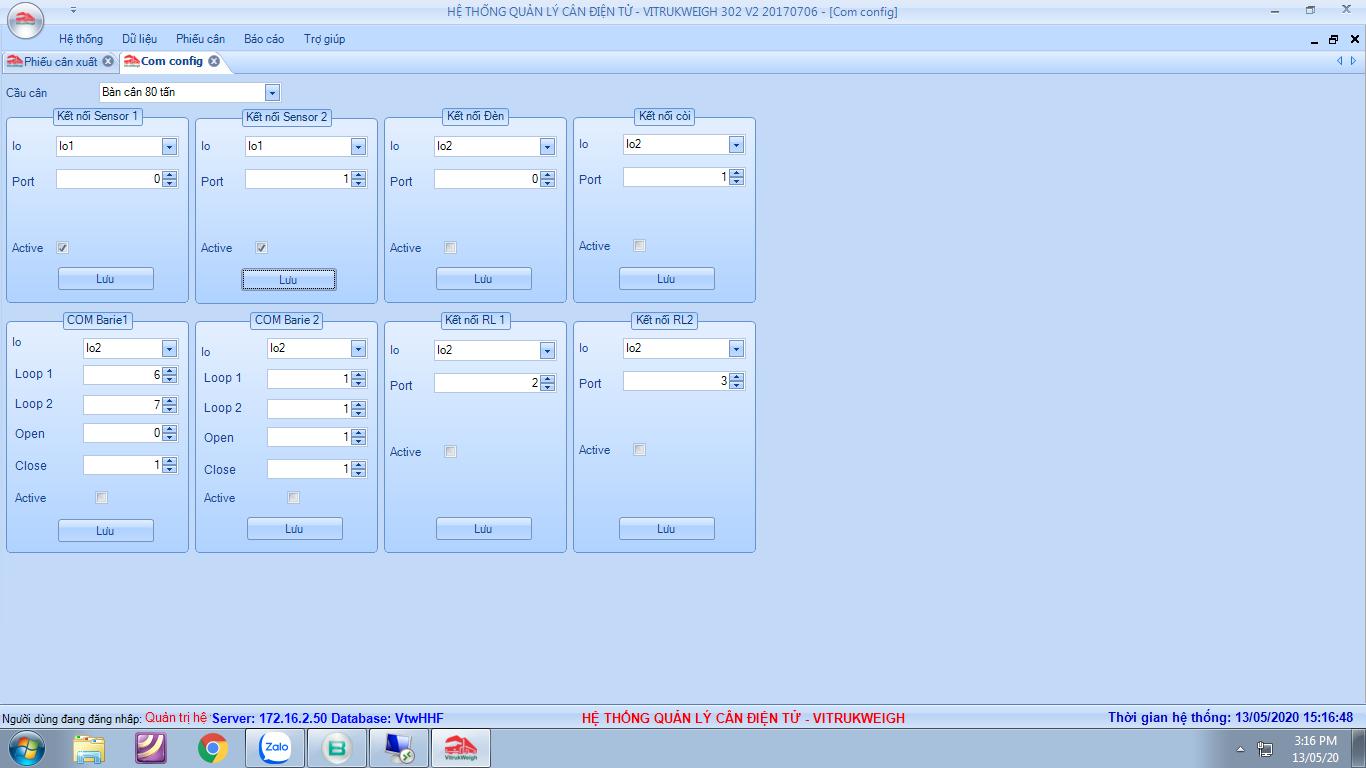 HỆ THỐNG QUẢN LÝ CÂN ĐIỆN TỬ - VITRUKWEIGH 302 V2 20170706 - [Com config]
Hệ thống Dữ liệu Phiếu cân Báo cáo Trợ giúp
Phiếu cân xuất Com config
Cầu cân Bàn cân 80 tấn
Kết nối Sensor 1
Io Io1
Port 0
Active
Lưu
Kết nối Sensor 2
Io Io1
Port 1
Active
Lưu
Kết nối Đèn
Io Io2
Port 0
Active
Lưu
Kết nối còi
Io Io2
Port 1
Active
Lưu
COM Barie1
Io Io2
Loop 1 6
Loop 2 7
Open 0
Close 1
Active
Lưu
COM Barie 2
Io Io2
Loop 1 1
Loop 2 1
Open 1
Close 1
Active
Lưu
Kết nối RL 1
Io Io2
Port 2
Active
Lưu
Kết nối RL2
Io Io2
Port 3
Active
Lưu
Người dùng đang đăng nhập: Quản trị hệ Server: 172.16.2.50 Database: VtwHHF HỆ THỐNG QUẢN LÝ CÂN ĐIỆN TỬ - VITRUKWEIGH Thời gian hệ thống: 13/05/2020 15:16:48
Zalo
B
VitrukWeigh
3:16 PM
13/05/20